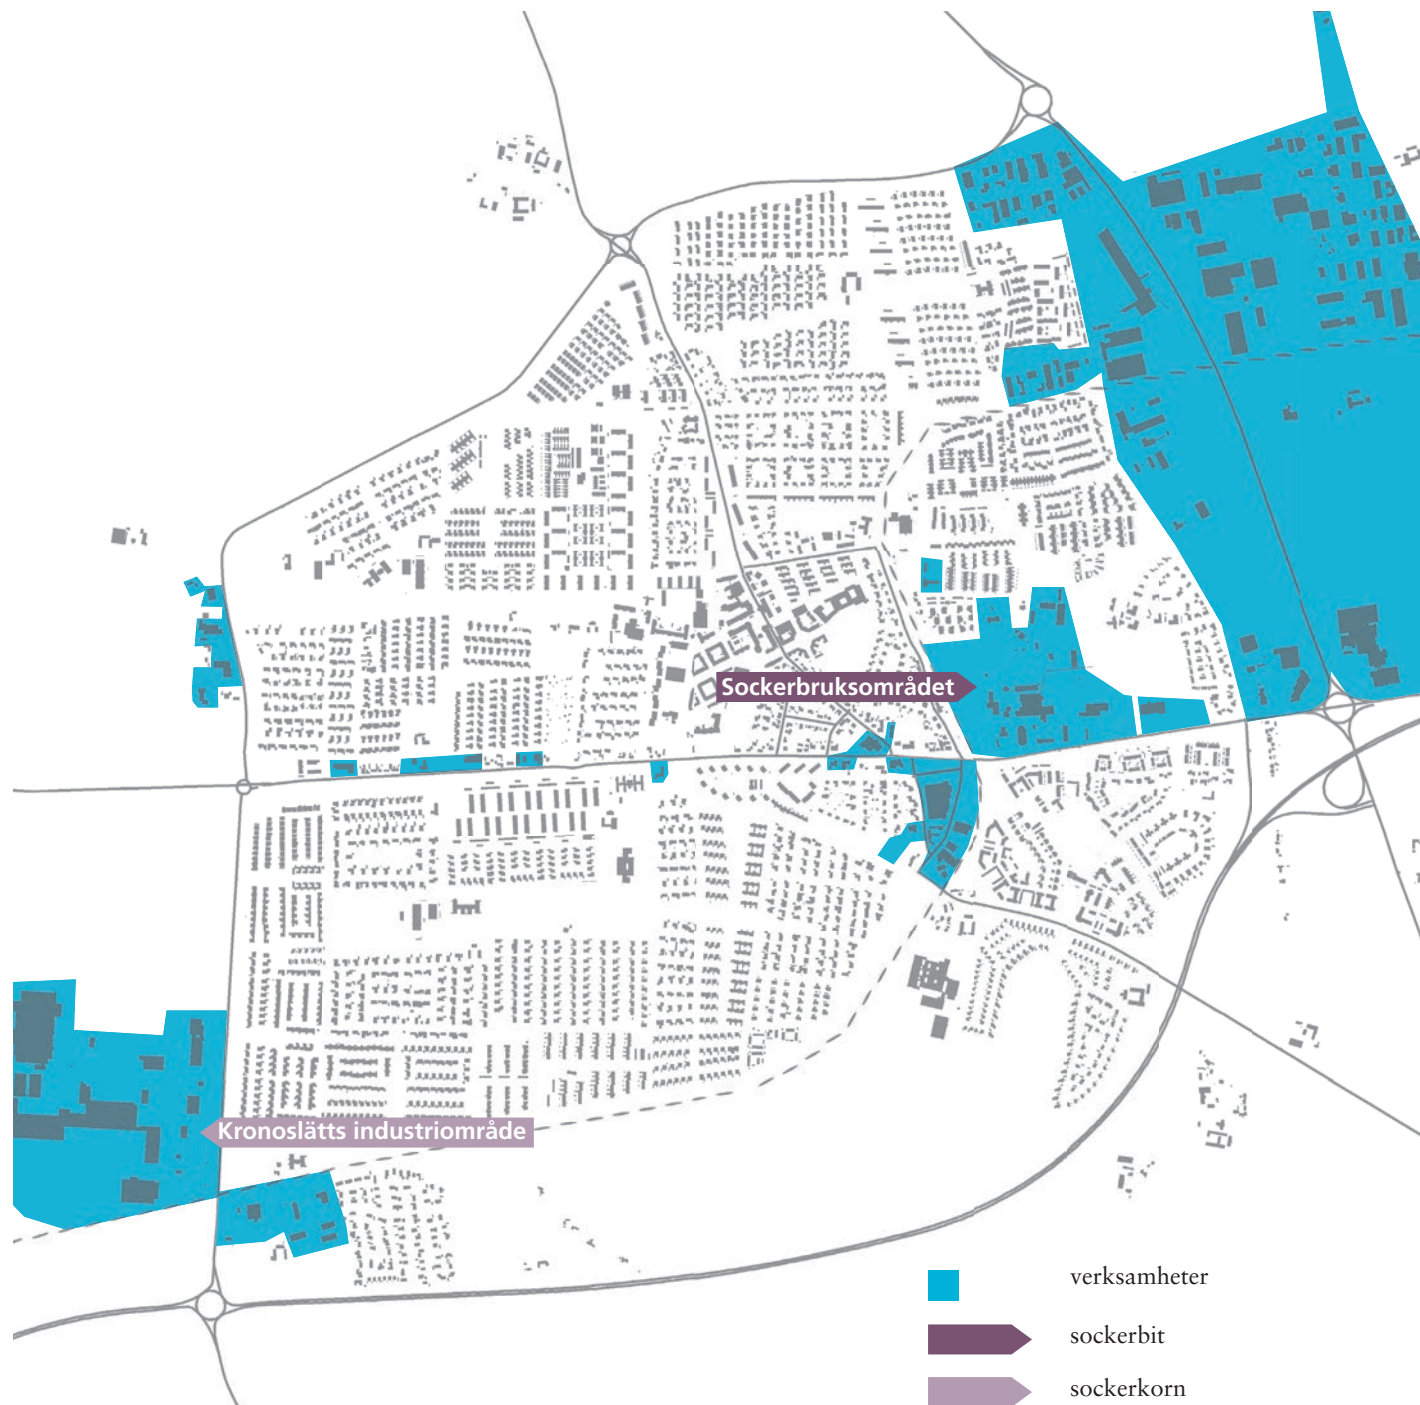 Sockerbruksområdet
Kronoslätts industriområde
verksamheter
sockerbit
sockerkorn